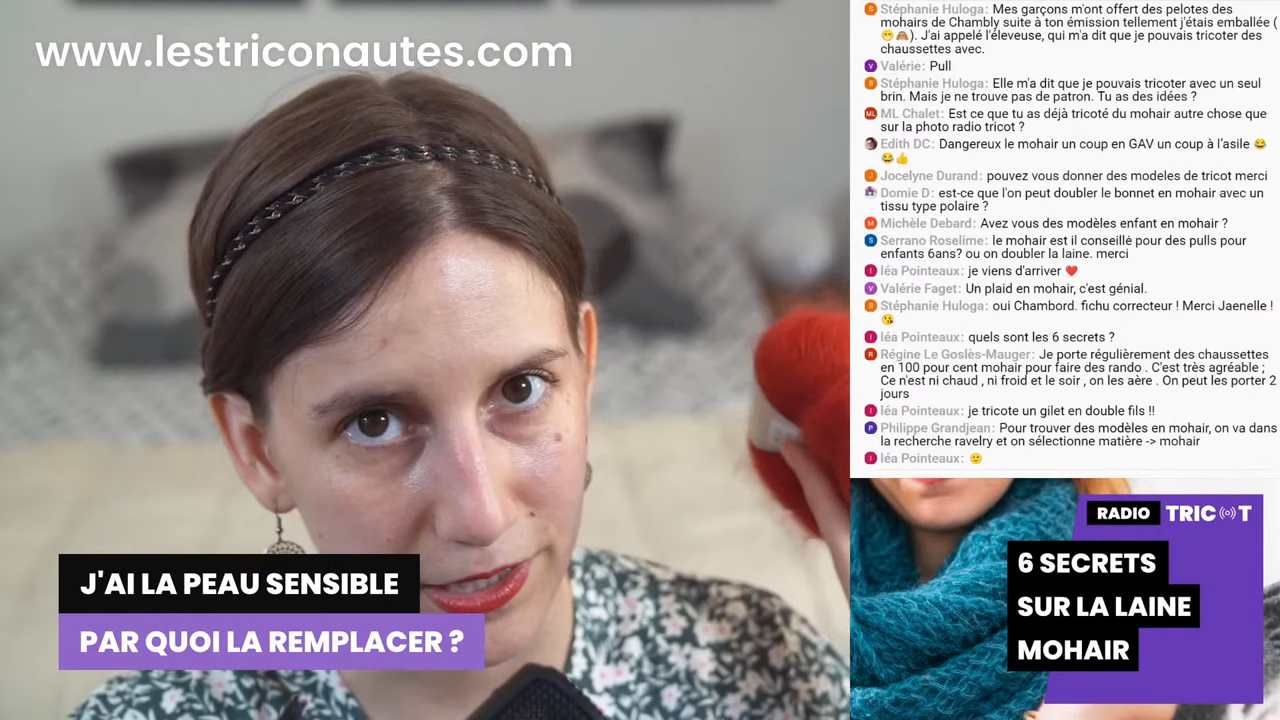 www.lestriconautes.com
J'AI LA PEAU SENSIBLE
PAR QUOI LA REMPLACER ?
Stéphanie Huloga: Mes garçons m'ont offert des pelotes des
mohairs de Chambly suite à ton émission tellement j'étais emballée (
😁🙈). J'ai appelé l'éleveuse, qui m'a dit que je pouvais tricoter des
chaussettes avec.
V Valérie: Pull
S Stéphanie Huloga: Elle m'a dit que je pouvais tricoter avec un seul
brin. Mais je ne trouve pas de patron. Tu as des idées ?
ML ML Chalet: Est ce que tu as déjà tricoté du mohair autre chose que
sur la photo radio tricot ?
Edith DC: Dangereux le mohair un coup en GAV un coup à l'asile 😂
😂👍
J Jocelyne Durand: pouvez vous donner des modeles de tricot merci
Domie D: est-ce que l'on peut doubler le bonnet en mohair avec un
tissu type polaire ?
M Michèle Debard: Avez vous des modèles enfant en mohair ?
S Serrano Roselime: le mohair est il conseillé pour des pulls pour
enfants 6ans? ou on doubler la laine. merci
l léa Pointeaux: je viens d'arriver ❤️
V Valérie Faget: Un plaid en mohair, c'est génial.
S Stéphanie Huloga: oui Chambord. fichu correcteur ! Merci Jaenelle !
😘
l léa Pointeaux: quels sont les 6 secrets ?
R Régine Le Goslès-Mauger: Je porte régulièrement des chaussettes
en 100 pour cent mohair pour faire des rando . C'est très agréable ;
Ce n'est ni chaud , ni froid et le soir , on les aère . On peut les porter 2
jours
l léa Pointeaux: je tricote un gilet en double fils !!
P Philippe Grandjean: Pour trouver des modèles en mohair, on va dans
la recherche ravelry et on sélectionne matière -> mohair
l léa Pointeaux: 🙂
RADIO TRICOT
6 SECRETS
SUR LA LAINE
MOHAIR